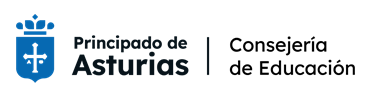 Principado de
Asturias
Consejería
de Educación